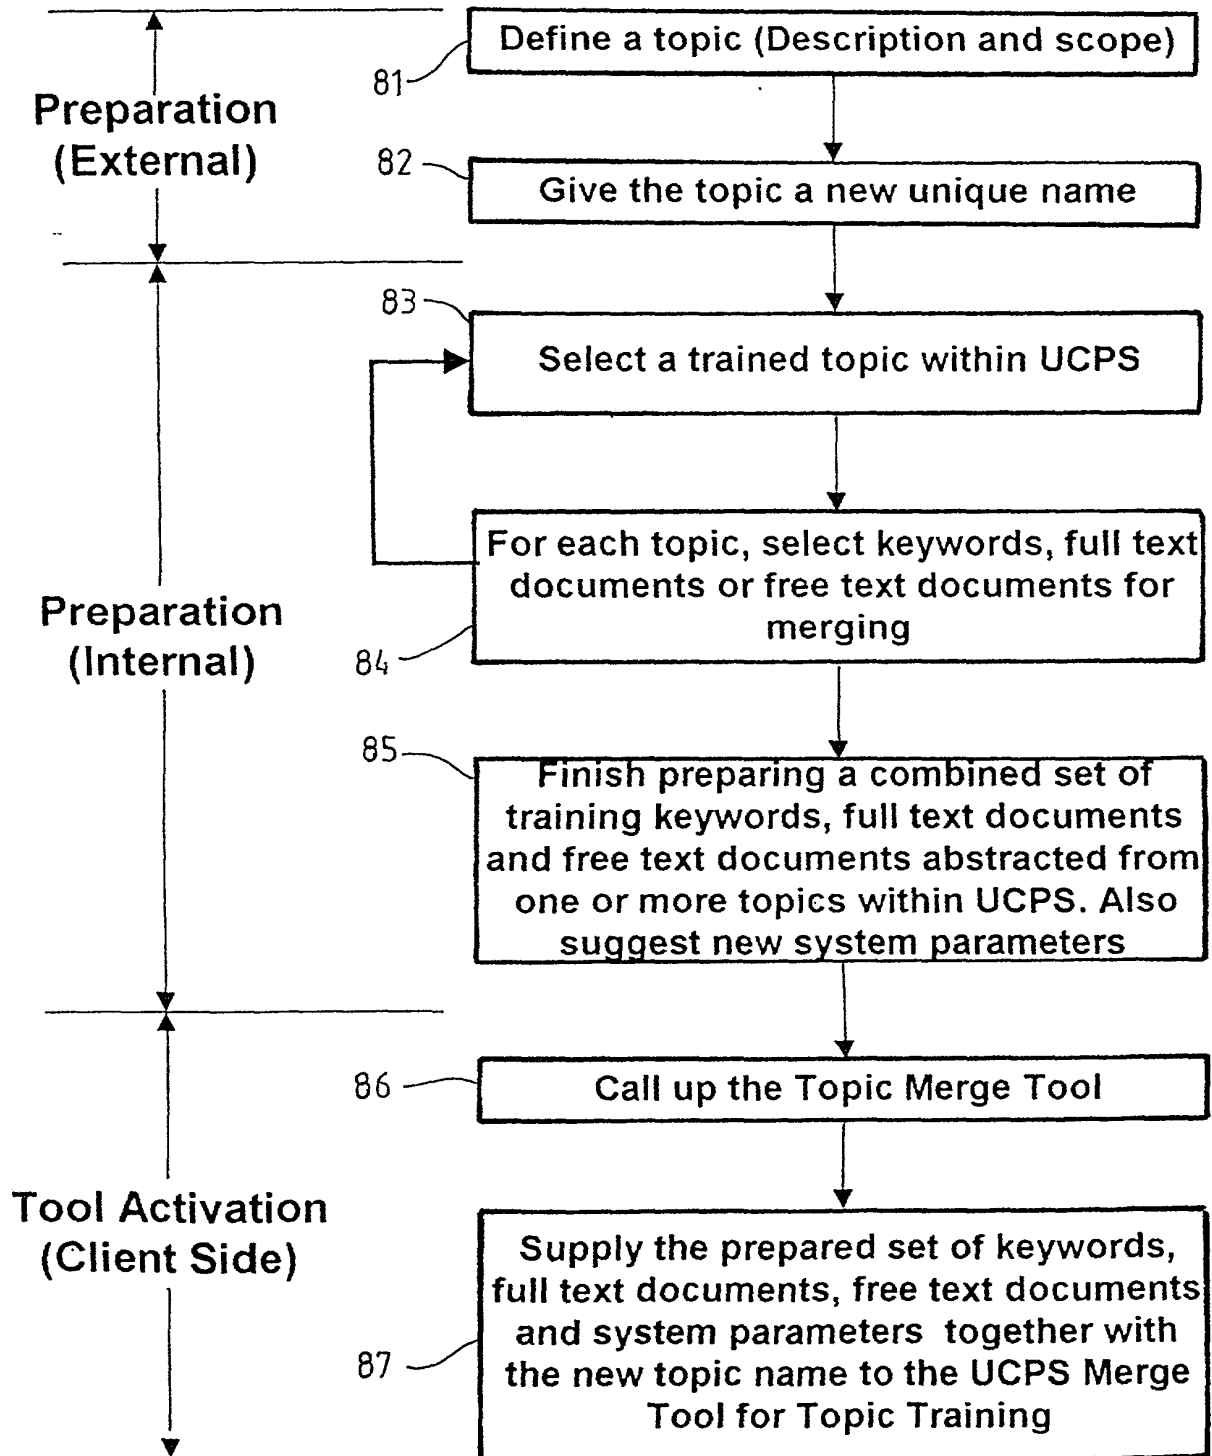 Define a topic (Description and scope)
81
Preparation
(External)
82
Give the topic a new unique name
83
Select a trained topic within UCPS
For each topic, select keywords, full text
documents or free text documents for
merging
84
Preparation
(Internal)
85
Finish preparing a combined set of
training keywords, full text documents
and free text documents abstracted from
one or more topics within UCPS. Also
suggest new system parameters
86
Call up the Topic Merge Tool
Tool Activation
(Client Side)
Supply the prepared set of keywords,
full text documents, free text documents
and system parameters together with
the new topic name to the UCPS Merge
Tool for Topic Training
87